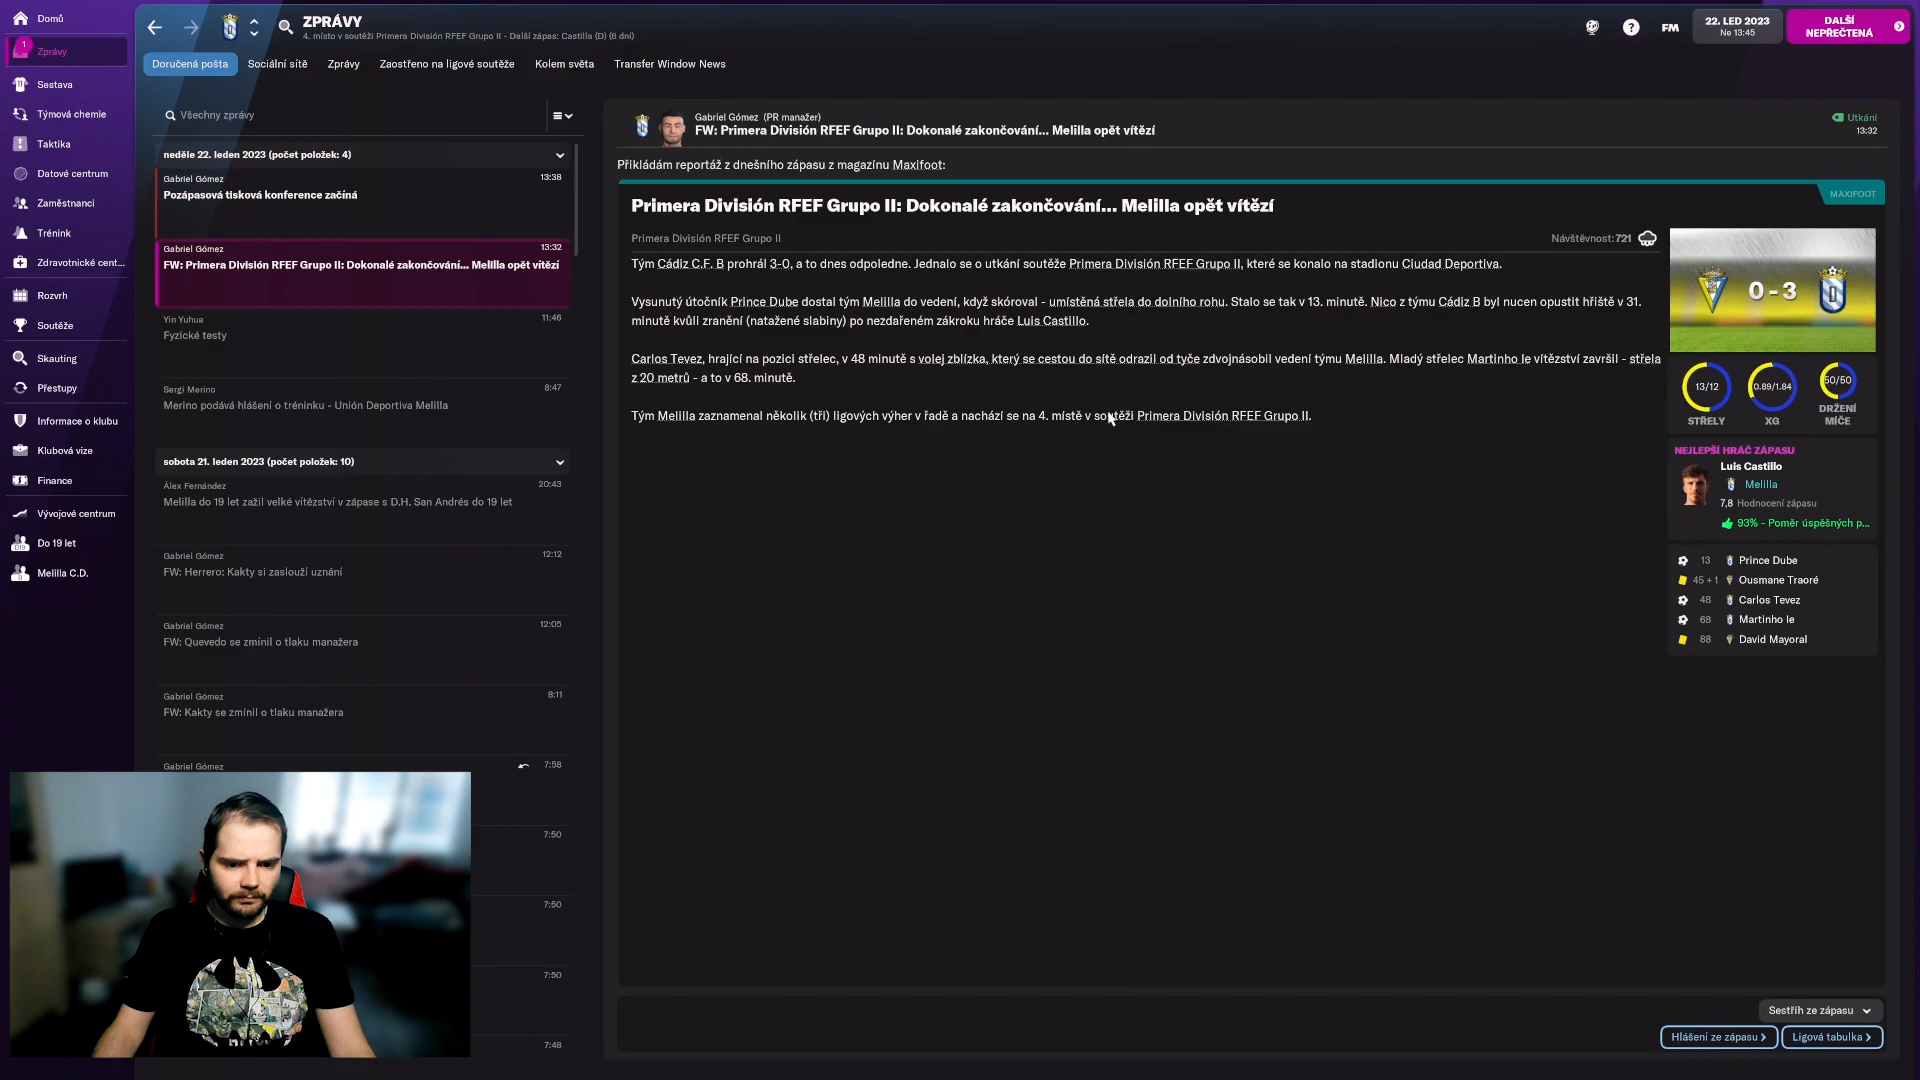 Domů
1
Zprávy
Sestava
Týmová chemie
Taktika
Datové centrum
Zaměstnanci
Trénink
Zdravotnické cent...
Rozvrh
Soutěže
Skauting
Přestupy
Informace o klubu
Klubová vize
Finance
Vývojové centrum
Do 19 let
Melilla C.D.
ZPRÁVY
4. místo v soutěži Primera División RFEF Grupo II - Další zápas: Castilla (D) (6 dní)
?
FM
22. LED 2023
Ne 13:45
DALŠÍ
NEPŘEČTENÁ
Doručená pošta
Sociální sítě
Zprávy
Zaostřeno na ligové soutěže
Kolem světa
Transfer Window News
Všechny zprávy
neděle 22. leden 2023 (počet položek: 4)
Gabriel Gómez 13:38
Pozápasová tisková konference začíná
Gabriel Gómez 13:32
FW: Primera División RFEF Grupo II: Dokonalé zakončování... Melilla opět vítězí
Yin Yuhua 11:46
Fyzické testy
Sergi Merino 8:47
Merino podává hlášení o tréninku - Unión Deportiva Melilla
sobota 21. leden 2023 (počet položek: 10)
Álex Fernández 20:43
Melilla do 19 let zažil velké vítězství v zápase s D.H. San Andrés do 19 let
Gabriel Gómez 12:12
FW: Herrero: Kakty si zaslouží uznání
Gabriel Gómez 12:05
FW: Quevedo se zmínil o tlaku manažera
Gabriel Gómez 8:11
FW: Kakty se zmínil o tlaku manažera
Gabriel Gómez 7:58
7:50
7:50
7:50
7:48
Gabriel Gómez (PR manažer)
FW: Primera División RFEF Grupo II: Dokonalé zakončování... Melilla opět vítězí
Utkání
13:32
Přikládám reportáž z dnešního zápasu z magazínu Maxifoot:
MAXIFOOT
Primera División RFEF Grupo II: Dokonalé zakončování... Melilla opět vítězí
Primera División RFEF Grupo II
Návštěvnost: 721
Tým Cádiz C.F. B prohrál 3-0, a to dnes odpoledne. Jednalo se o utkání soutěže Primera División RFEF Grupo II, které se konalo na stadionu Ciudad Deportiva.
Vysunutý útočník Prince Dube dostal tým Melilla do vedení, když skóroval - umístěná střela do dolního rohu. Stalo se tak v 13. minutě. Nico z týmu Cádiz B byl nucen opustit hřiště v 31.
minutě kvůli zranění (natažené slabiny) po nezdařeném zákroku hráče Luis Castillo.
Carlos Tevez, hrající na pozici střelec, v 48 minutě s volej zblízka, který se cestou do sítě odrazil od tyče zdvojnásobil vedení týmu Melilla. Mladý střelec Martinho Ie vítězství završil - střela
z 20 metrů - a to v 68. minutě.
Tým Melilla zaznamenal několik (tři) ligových výher v řadě a nachází se na 4. místě v soutěži Primera División RFEF Grupo II.
0 - 3
13/12
0.89/1.84
50/50
STŘELY
XG
DRŽENÍ
MÍČE
NEJLEPŠÍ HRÁČ ZÁPASU
Luis Castillo
Melilla
7,8 Hodnocení zápasu
93% - Poměr úspěšných p...
13 Prince Dube
45 + 1 Ousmane Traoré
48 Carlos Tevez
68 Martinho Ie
88 David Mayoral
Sestřih ze zápasu
Hlášení ze zápasu
Ligová tabulka